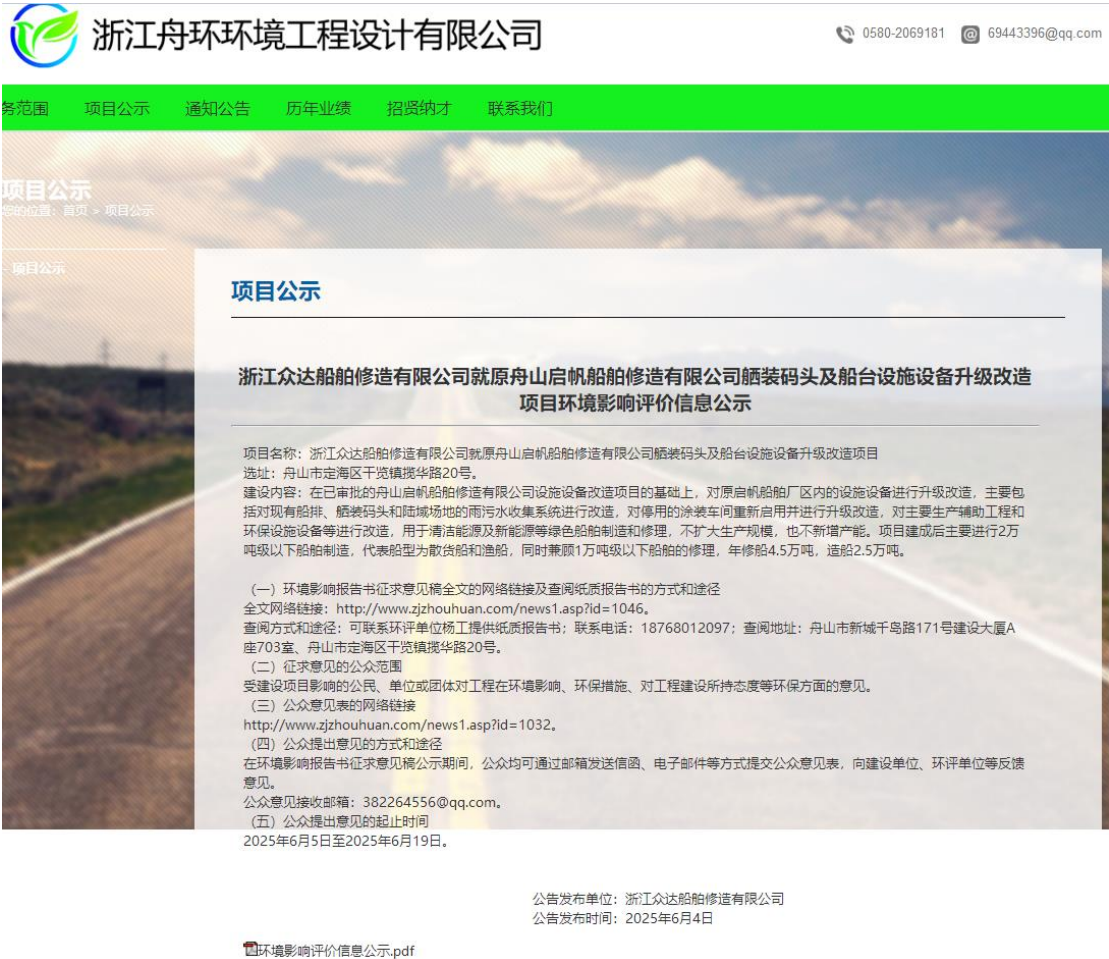 浙江舟环环境工程设计有限公司
0580-2069181 69443396@qq.com
务范围 项目公示 通知公告 历年业绩 招贤纳才 联系我们
项目公示
您的位置：首页 > 项目公示
- 项目公示
项目公示
浙江众达船舶修造有限公司就原舟山启帆船舶修造有限公司舾装码头及船台设施设备升级改造
项目环境影响评价信息公示
项目名称：浙江众达船舶修造有限公司就原舟山启帆船舶修造有限公司舾装码头及船台设施设备升级改造项目
选址：舟山市定海区干览镇揽华路20号。
建设内容：在已审批的舟山启帆船舶修造有限公司设施设备改造项目的基础上，对原启帆船舶厂区内的设施设备进行升级改造，主要包
括对现有船排、舾装码头和陆域场地的雨污水收集系统进行改造，对停用的涂装车间重新启用并进行升级改造，对主要生产辅助工程和
环保设施设备等进行改造，用于清洁能源及新能源等绿色船舶制造和修理，不扩大生产规模，也不新增产能。项目建成后主要进行2万
吨级以下船舶制造，代表船型为散货船和渔船，同时兼顾1万吨级以下船舶的修理，年修船4.5万吨，造船2.5万吨。
（一）环境影响报告书征求意见稿全文的网络链接及查阅纸质报告书的方式和途径
全文网络链接：http://www.zjzhouhuan.com/news1.asp?id=1046。
查阅方式和途径：可联系环评单位杨工提供纸质报告书；联系电话：18768012097；查阅地址：舟山市新城千岛路171号建设大厦A
座703室、舟山市定海区干览镇揽华路20号。
（二）征求意见的公众范围
受建设项目影响的公民、单位或团体对工程在环境影响、环保措施、对工程建设所持态度等环保方面的意见。
（三）公众意见表的网络链接
http://www.zjzhouhuan.com/news1.asp?id=1032。
（四）公众提出意见的方式和途径
在环境影响报告书征求意见稿公示期间，公众均可通过邮箱发送信函、电子邮件等方式提交公众意见表，向建设单位、环评单位等反馈
意见。
公众意见接收邮箱：382264556@qq.com。
（五）公众提出意见的起止时间
2025年6月5日至2025年6月19日。
公告发布单位：浙江众达船舶修造有限公司
公告发布时间：2025年6月4日
环境影响评价信息公示.pdf